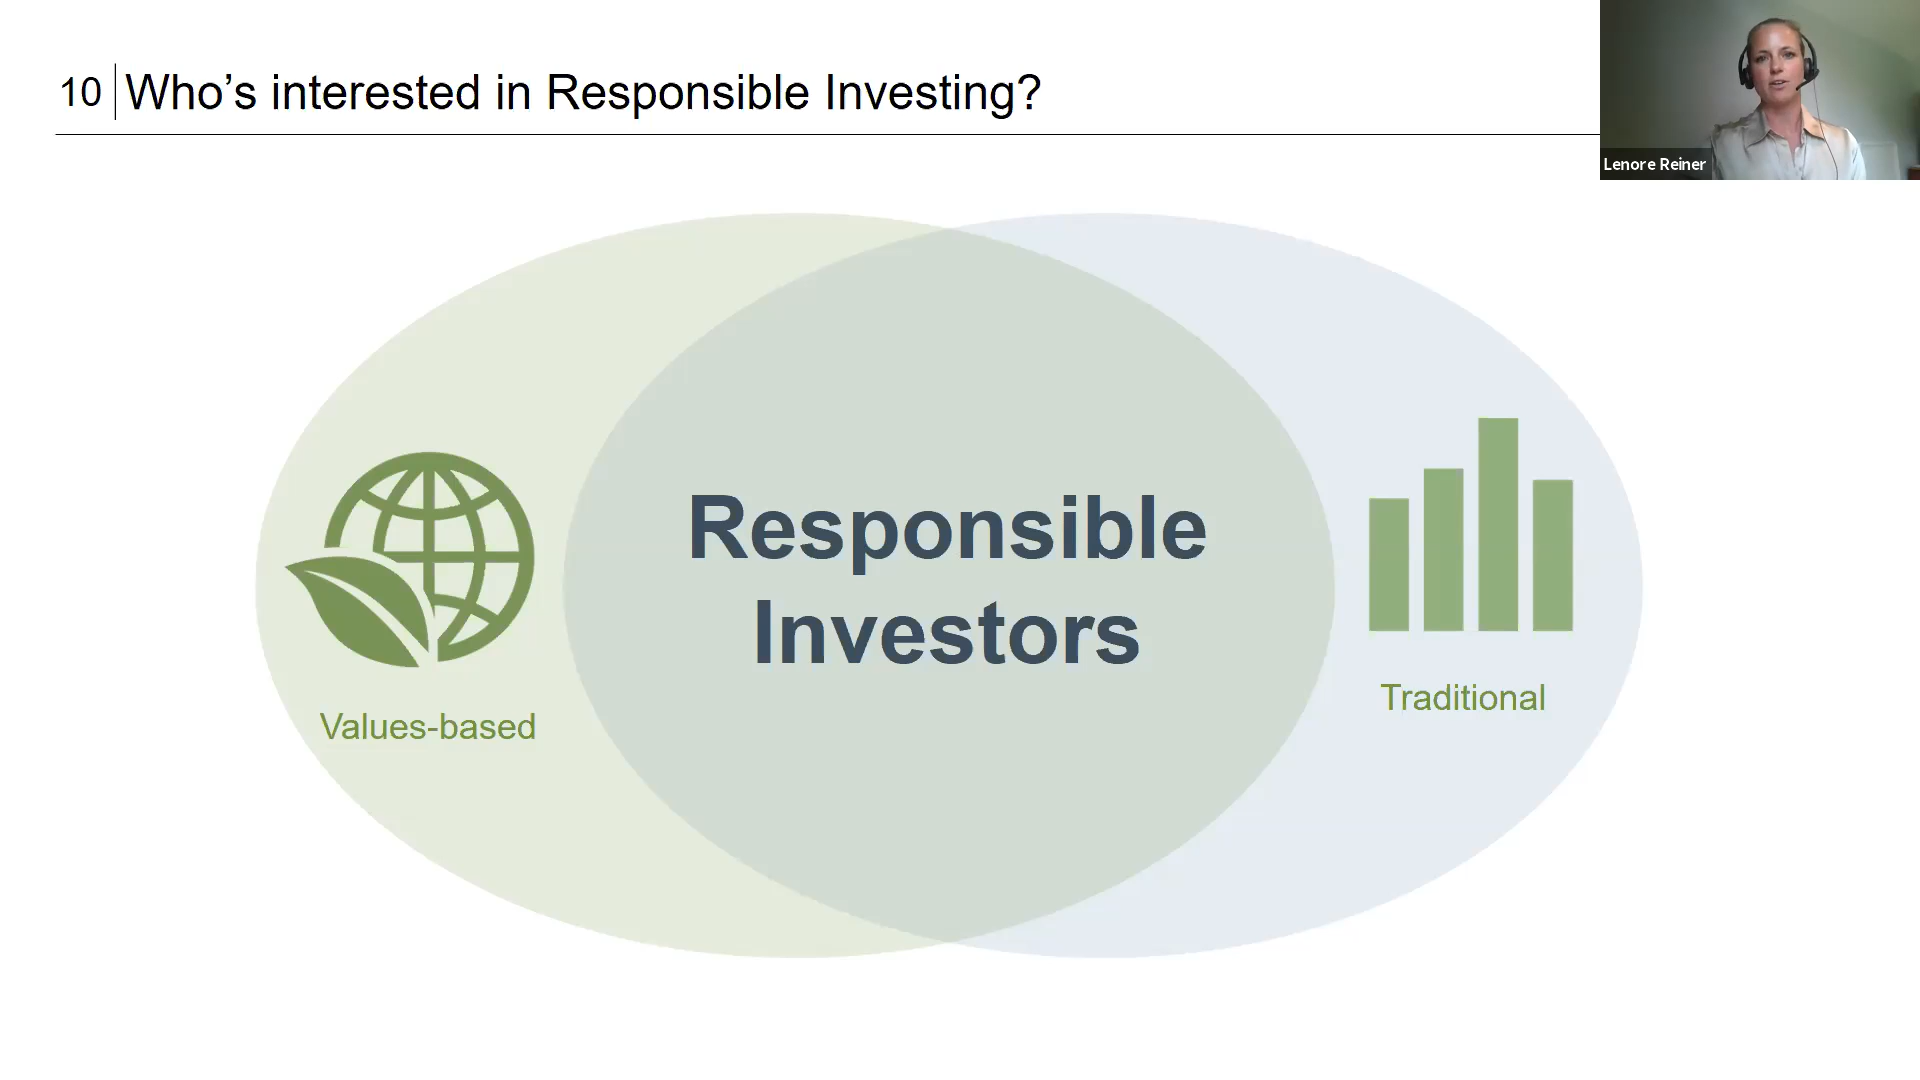 10 Who’s interested in Responsible Investing?
Lenore Reiner
Responsible
Investors
Values-based
Traditional